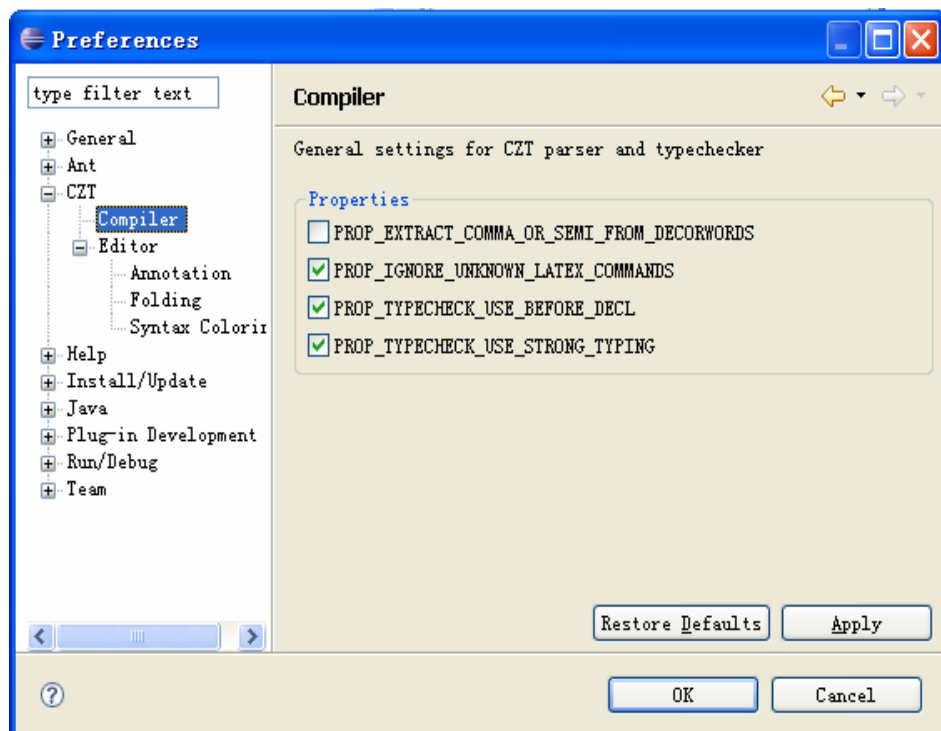 Preferences
type filter text
General
Ant
CZT
Compiler
Editor
Annotation
Folding
Syntax Colorin
Help
Install/Update
Java
Plug-in Development
Run/Debug
Team
Compiler
General settings for CZT parser and typechecker
Properties
PROP_EXTRACT_COMMA_OR_SEMI_FROM_DECORWORDS
PROP_IGNORE_UNKNOWN_LATEX_COMMANDS
PROP_TYPECHECK_USE_BEFORE_DECL
PROP_TYPECHECK_USE_STRONG_TYPING
Restore Defaults
Apply
OK
Cancel